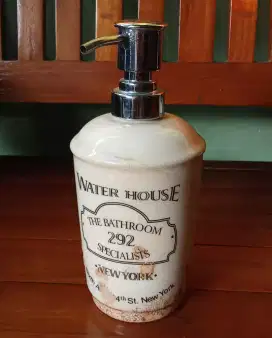 WATER HOUSE
THE BATHROOM
292
SPECIALISTS
•NEW YORK•
4th St. New York